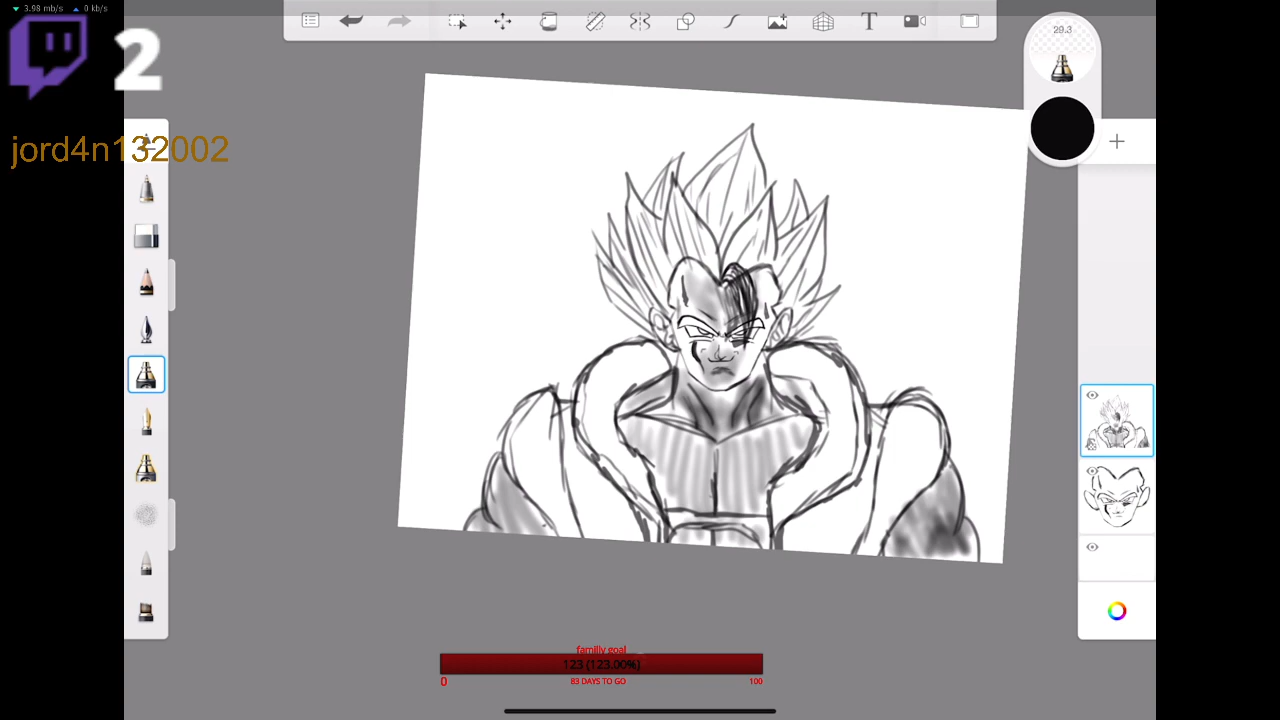 3.98 mb/s 0 kb/s
2
jord4n132002
29.3
T
familly goal
123 (123.00%)
0 83 DAYS TO GO 100